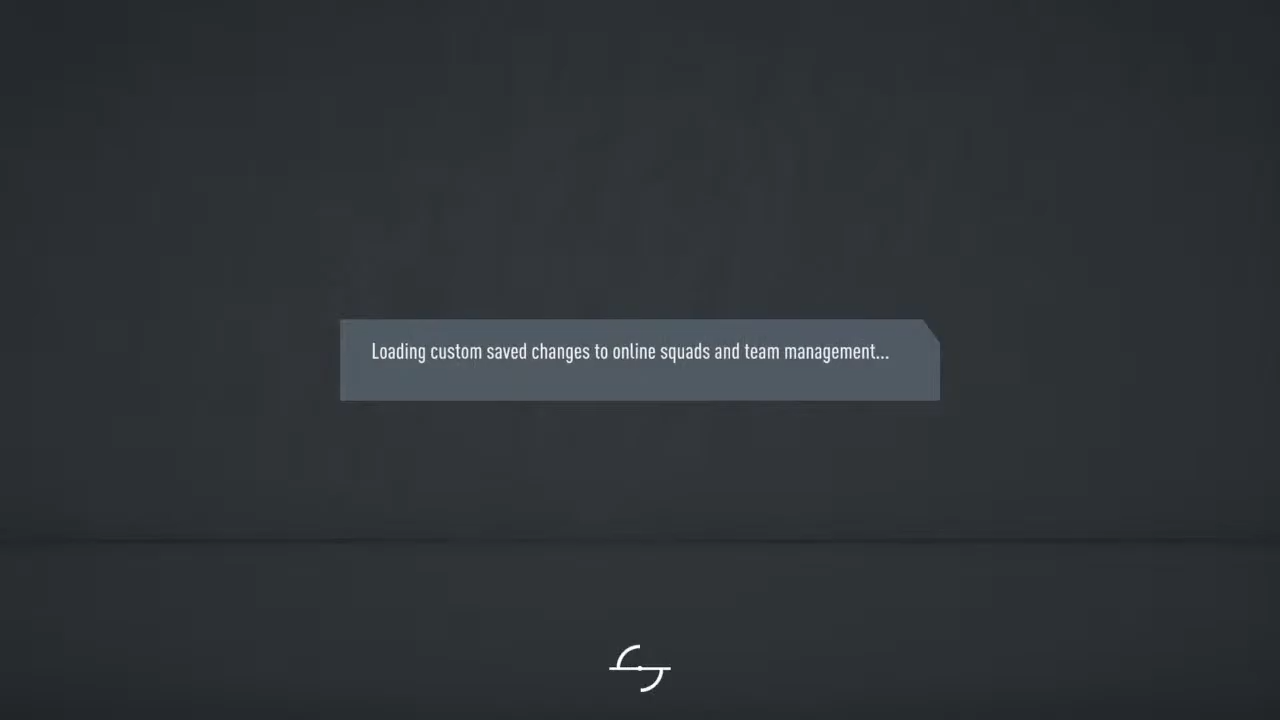 Loading custom saved changes to online squads and team management...